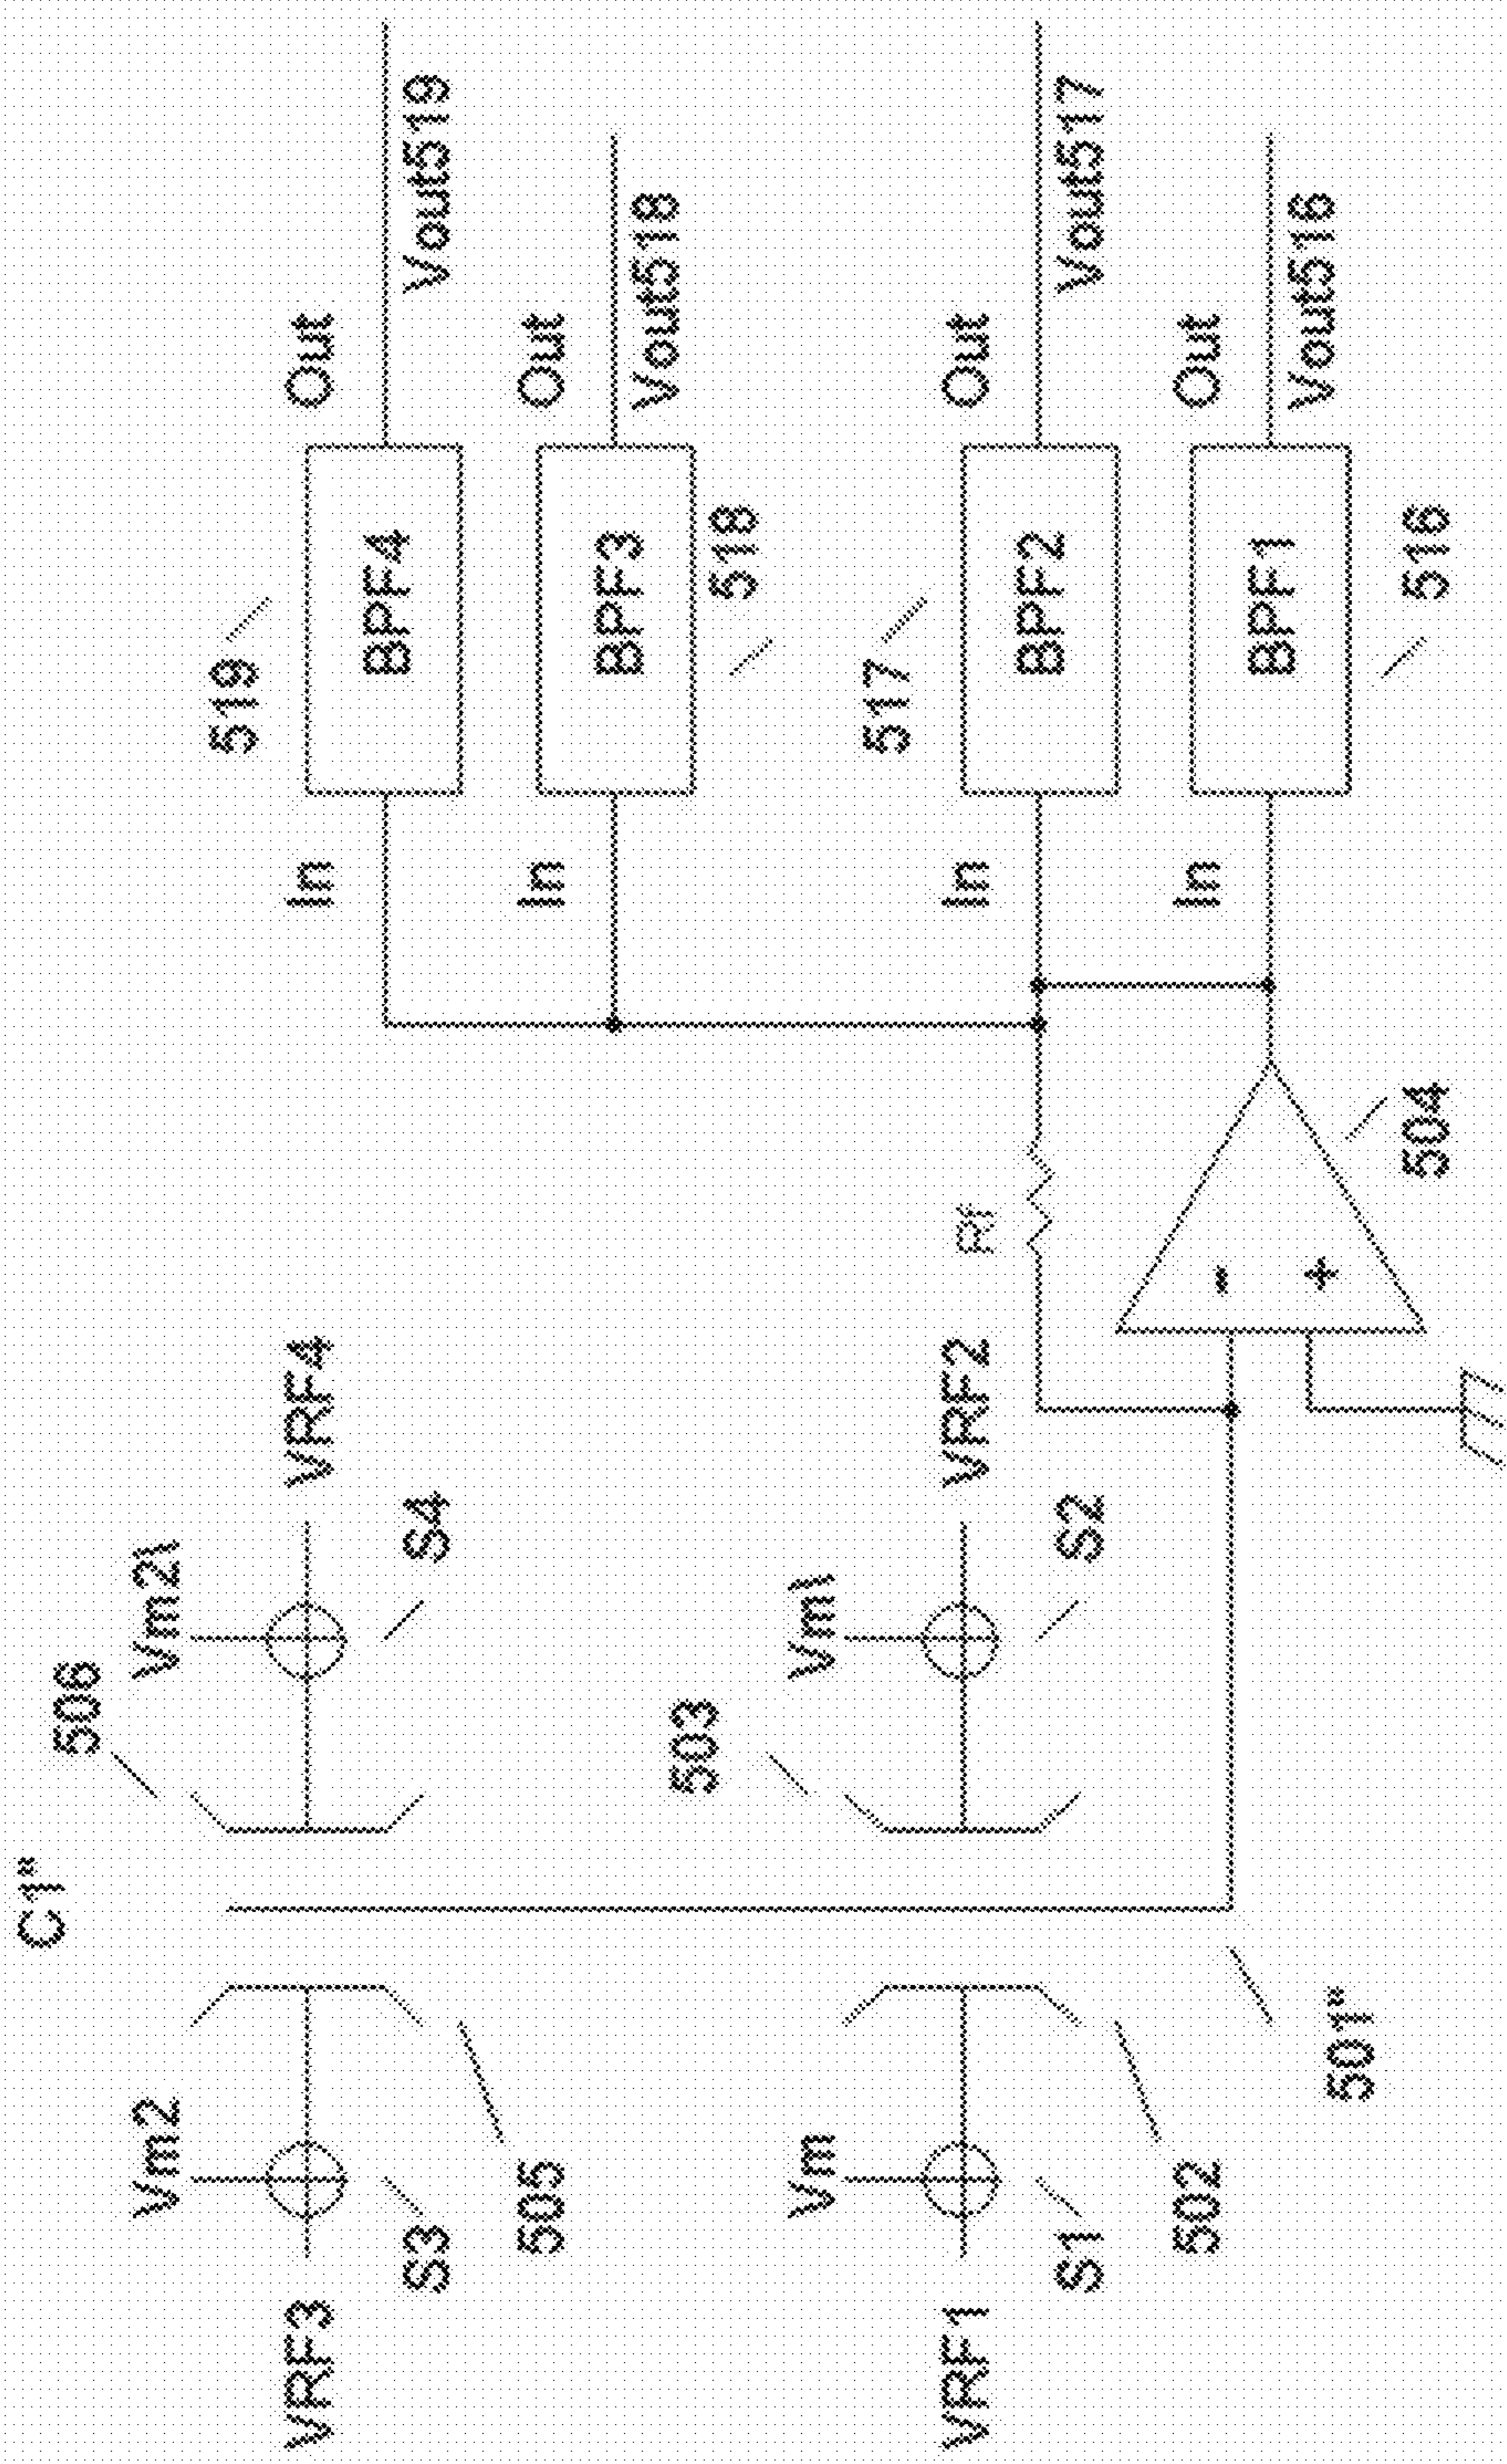 C1"
506
Vm2
Vm2\
519
VRF3
VRF4
In
Out
S3
S4
Vout519
BPF4
505
In
Out
BPF3
Vout518
503
518
Vm
Vm\
517
VRF1
VRF2
Rf
In
Out
BPF2
S1
S2
Vout517
502
-
In
Out
BPF1
+
Vout516
501"
504
516